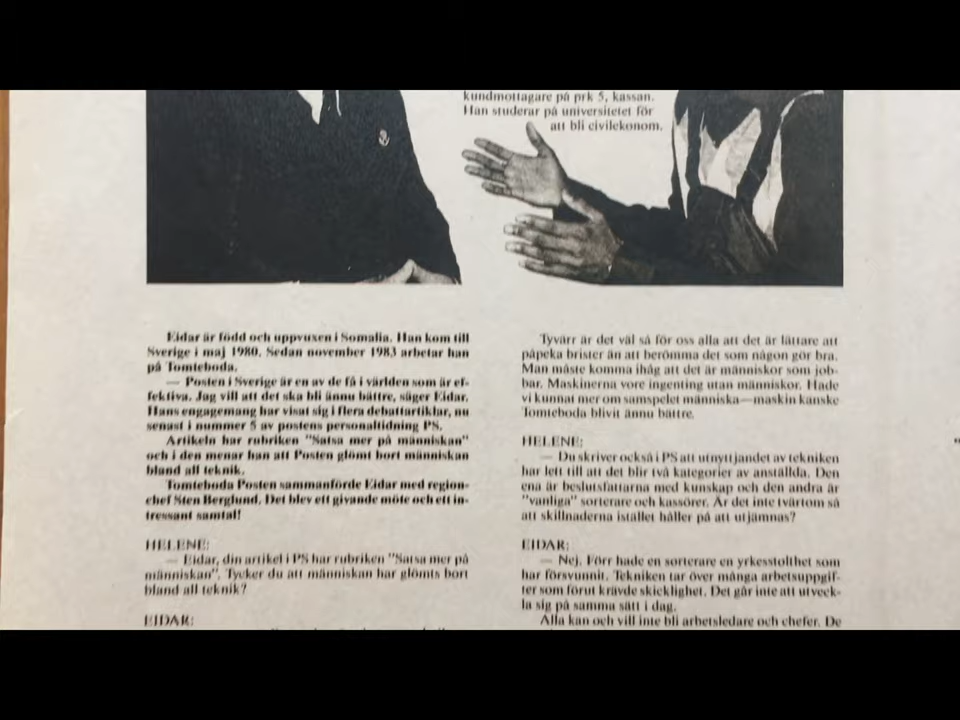 kundmottagare på prk 5, kassan.
Han studerar på universitetet för
att bli civilekonom.
Eidar är född och uppvuxen i Somalia. Han kom till
Sverige i maj 1980. Sedan november 1983 arbetar han
på Tomteboda.
— Posten i Sverige är en av de få i världen som är ef-
fektiva. Jag vill att det ska bli ännu bättre, säger Eidar.
Hans engagemang har visat sig i flera debattartiklar, nu
senast i nummer 5 av postens personaltidning PS.
Artikeln har rubriken "Satsa mer på människan"
och i den menar han att Posten glömt bort människan
bland all teknik.
Tomteboda Posten sammanförde Eidar med region-
chef Sten Berglund. Det blev ett givande möte och ett in-
tressant samtal!
HELENE:
— Eidar, din artikel i PS har rubriken "Satsa mer på
människan". Tycker du att människan har glömts bort
bland all teknik?
EIDAR:
Tyvärr är det väl så för oss alla att det är lättare att
påpeka brister än att berömma det som någon gör bra.
Man måste komma ihåg att det är människor som job-
bar. Maskinerna vore ingenting utan människor. Hade
vi kunnat mer om samspelet människa—maskin kanske
Tomteboda blivit ännu bättre.
HELENE:
— Du skriver också i PS att utnyttjandet av tekniken
har lett till att det blir två kategorier av anställda. Den
ena är beslutsfattarna med kunskap och den andra är
"vanliga" sorterare och kassörer. Är det inte tvärtom så
att skillnaderna istället håller på att utjämnas?
EIDAR:
— Nej. Förr hade en sorterare en yrkesstolthet som
har försvunnit. Tekniken tar över många arbetsuppgif-
ter som förut krävde skicklighet. Det går inte att utveck-
la sig på samma sätt i dag.
Alla kan och vill inte bli arbetsledare och chefer. De